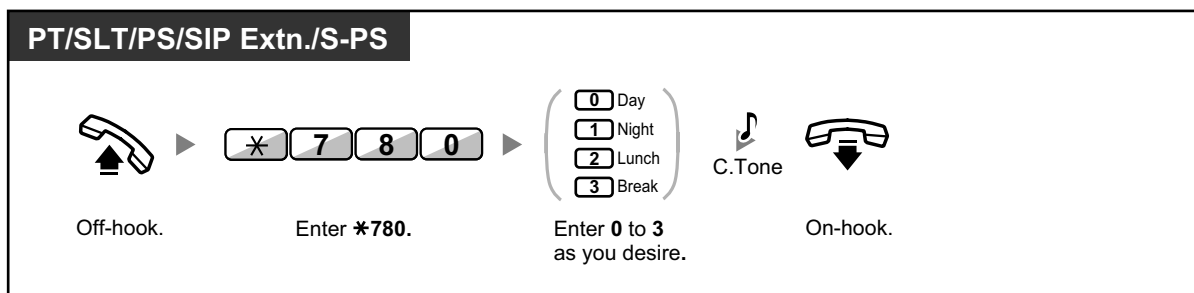 PT/SLT/PS/SIP Extn./S-PS
* 7 8 0
0 Day
1 Night
2 Lunch
3 Break
C.Tone
Off-hook.
Enter *780.
Enter 0 to 3
as you desire.
On-hook.